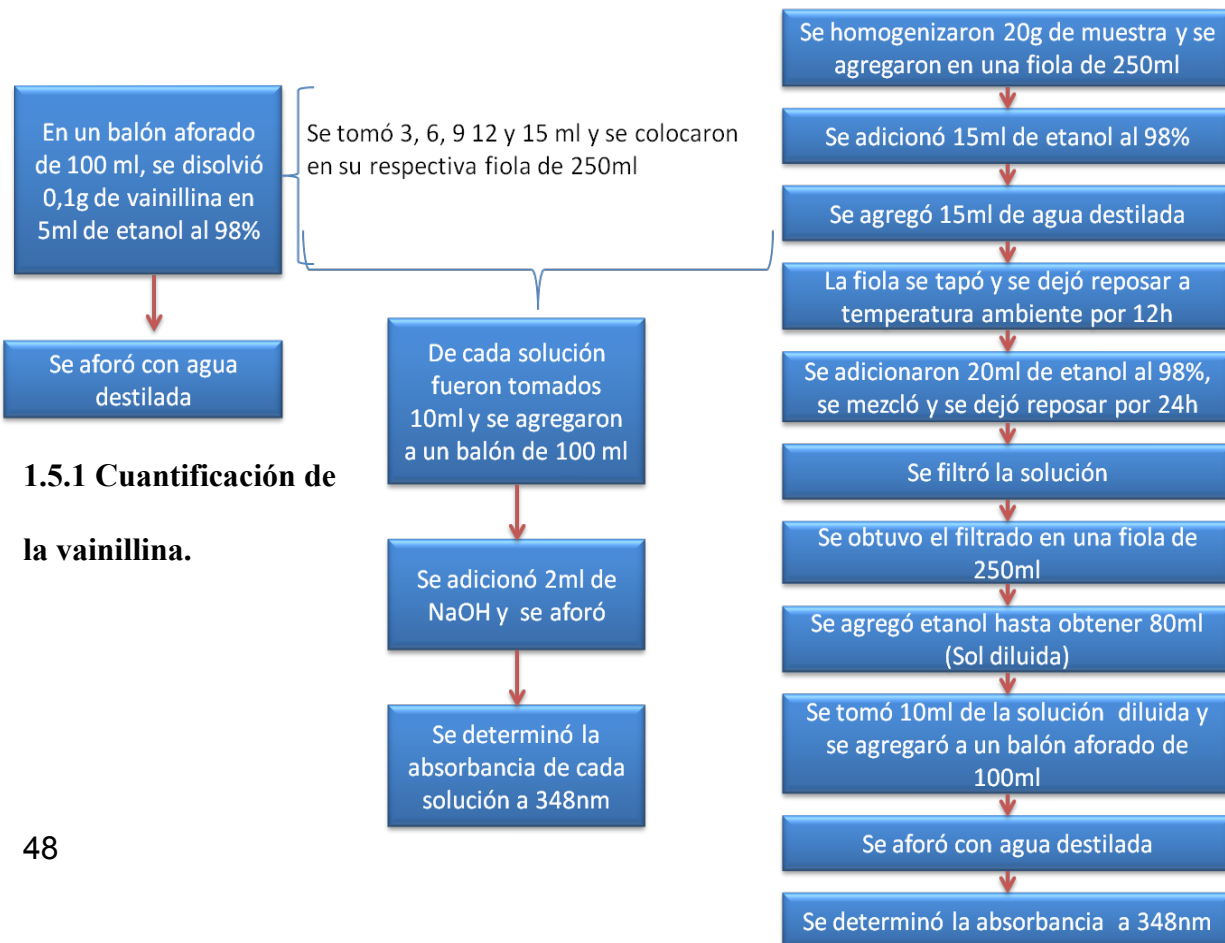 En un balón aforado
de 100 ml, se disolvió
0,1g de vainillina en
5ml de etanol al 98%
Se aforó con agua
destilada
Se tomó 3, 6, 9 12 y 15 ml y se colocaron
en su respectiva fiola de 250ml
De cada solución
fueron tomados
10ml y se agregaron
a un balón de 100 ml
Se adicionó 2ml de
NaOH y se aforó
Se determinó la
absorbancia de cada
solución a 348nm
Se homogenizaron 20g de muestra y se
agregaron en una fiola de 250ml
Se adicionó 15ml de etanol al 98%
Se agregó 15ml de agua destilada
La fiola se tapó y se dejó reposar a
temperatura ambiente por 12h
Se adicionaron 20ml de etanol al 98%,
se mezcló y se dejó reposar por 24h
Se filtró la solución
Se obtuvo el filtrado en una fiola de
250ml
Se agregó etanol hasta obtener 80ml
(Sol diluida)
Se tomó 10ml de la solución diluida y
se agregaró a un balón aforado de
100ml
Se aforó con agua destilada
Se determinó la absorbancia a 348nm
1.5.1 Cuantificación de
la vainillina.
48